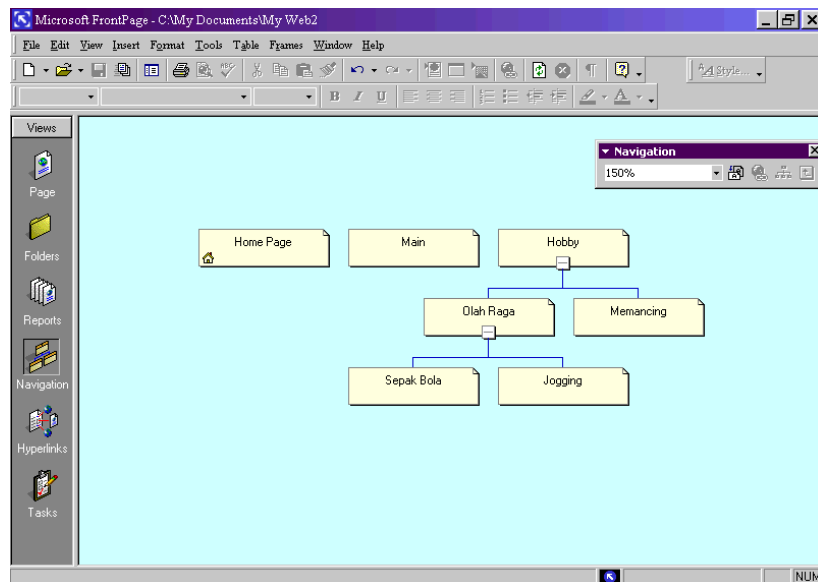 Microsoft FrontPage - C:\My Documents\My Web2
File Edit View Insert Format Tools Table Frames Window Help
Style...
B I U
Views
Page
Folders
Reports
Navigation
Hyperlinks
Tasks
Navigation
150%
Home Page
Main
Hobby
Olah Raga
Memancing
Sepak Bola
Jogging
NUM